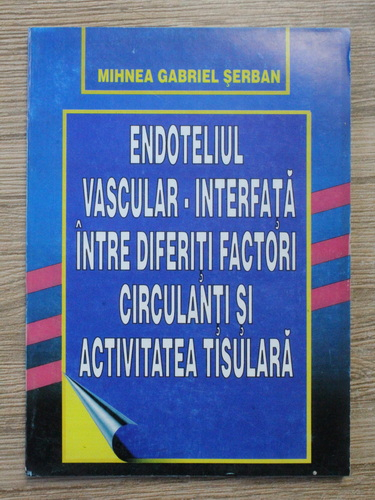 MIHNEA GABRIEL ŞERBAN
ENDOTELIUL
VASCULAR - INTERFAŢĂ
ÎNTRE DIFERIŢI FACTORI
CIRCULANŢI ŞI
ACTIVITATEA TISULARĂ